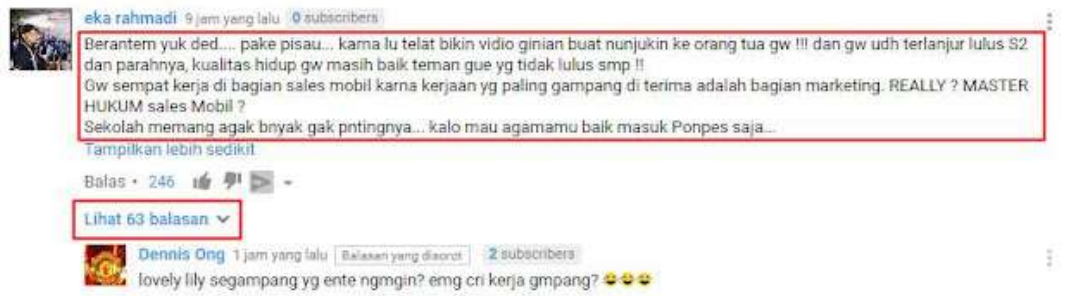 eka rahmadi 9 jam yang lalu 0 subscribers
Berantem yuk ded.... pake pisau... karna lu telat bikin vidio ginian buat nunjukin ke orang tua gw !!! dan gw udh terlanjur lulus S2
dan parahnya, kualitas hidup gw masih baik teman gue yg tidak lulus smp !!
Gw sempat kerja di bagian sales mobil karna kerjaan yg paling gampang di terima adalah bagian marketing. REALLY ? MASTER
HUKUM sales Mobil ?
Sekolah memang agak bnyak gak pntingnya... kalo mau agamamu baik masuk Ponpes saja...
Tampilkan lebih sedikit
Balas • 246
Lihat 63 balasan
Dennis Ong 1 jam yang lalu Balasan yang disorot 2 subscribers
lovely lily segampang yg ente ngmgin? emg cri kerja gmpang? 😂😂😂